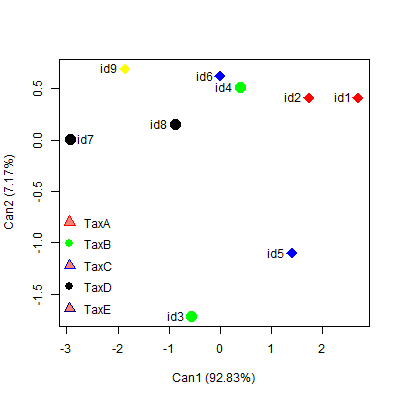 id9
id6
id4
id2
id1
id8
id7
id5
id3
TaxA
TaxB
TaxC
TaxD
TaxE
0.5
0.0
-0.5
-1.0
-1.5
Can2 (7.17%)
-3 -2 -1 0 1 2
Can1 (92.83%)